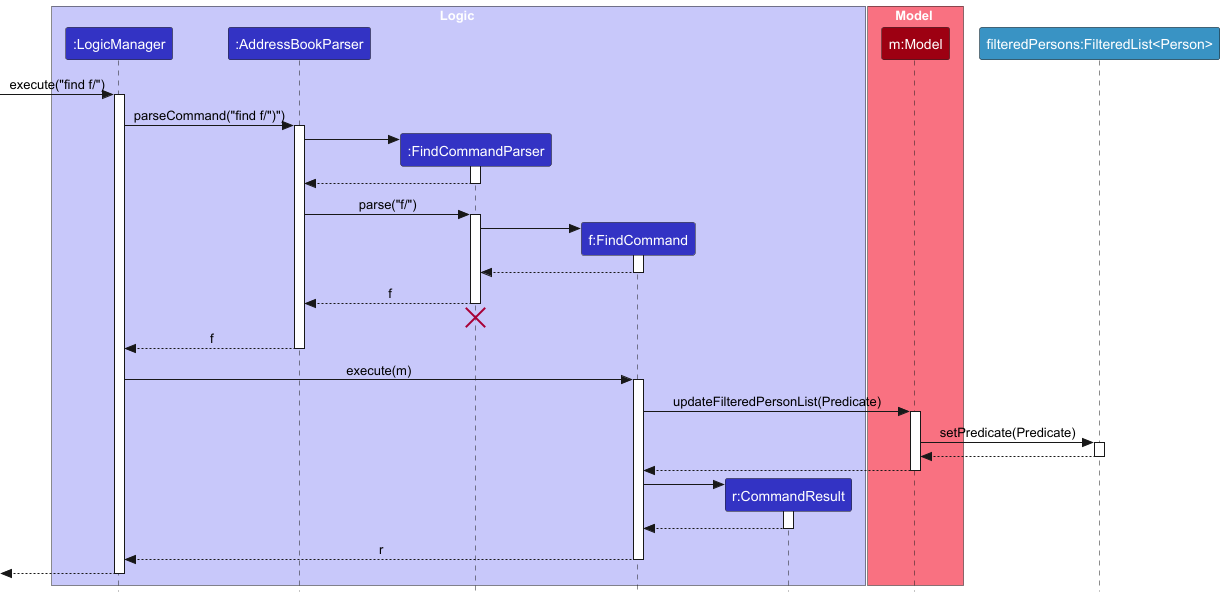 Logic
Model
:LogicManager
:AddressBookParser
m:Model
filteredPersons:FilteredList<Person>
execute("find f/")
parseCommand("find f/")")
:FindCommandParser
parse("f/")
f:FindCommand
f
f
execute(m)
updateFilteredPersonList(Predicate)
setPredicate(Predicate)
r:CommandResult
r